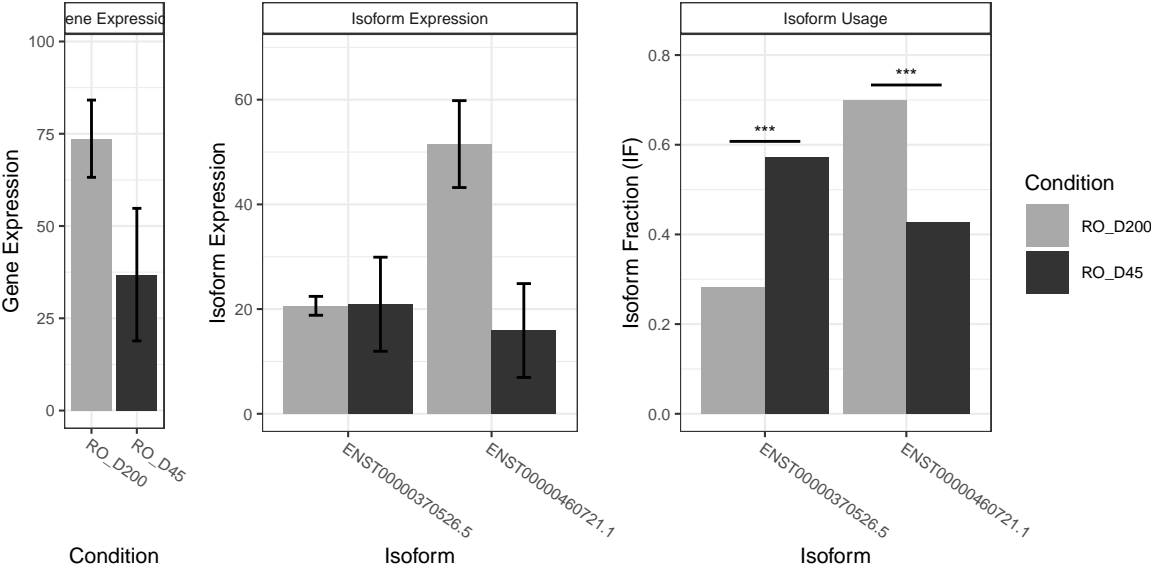 ene Expressio
Gene Expression
100
75
50
25
0
RO_D200
RO_D45
Condition
Isoform Expression
Isoform Expression
60
40
20
0
ENST00000370526.5
ENST00000460721.1
Isoform
Isoform Usage
Isoform Fraction (IF)
0.8
0.6
0.4
0.2
0.0
***
***
ENST00000370526.5
ENST00000460721.1
Isoform
Condition
RO_D200
RO_D45